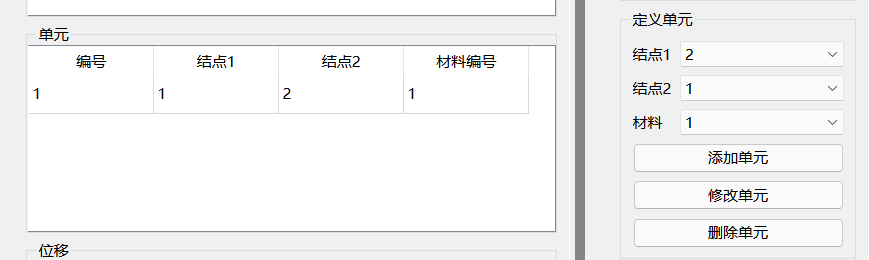 单元
编号 结点1 结点2 材料编号
1 1 2 1
位移
定义单元
结点1 2
结点2 1
材料 1
添加单元
修改单元
删除单元